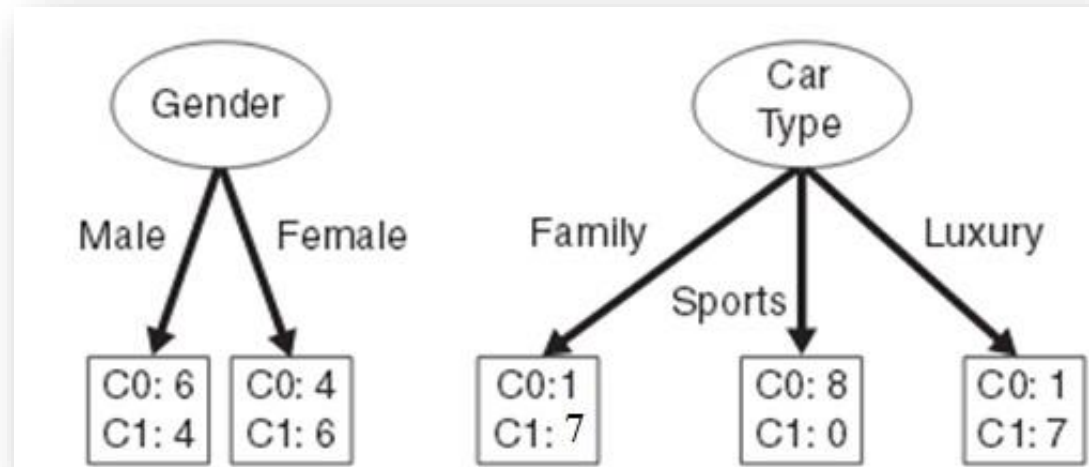 Gender
Male
Female
C0: 6
C1: 4
C0: 4
C1: 6
Car
Type
Family
Sports
Luxury
C0:1
C1: 7
C0: 8
C1: 0
C0: 1
C1: 7